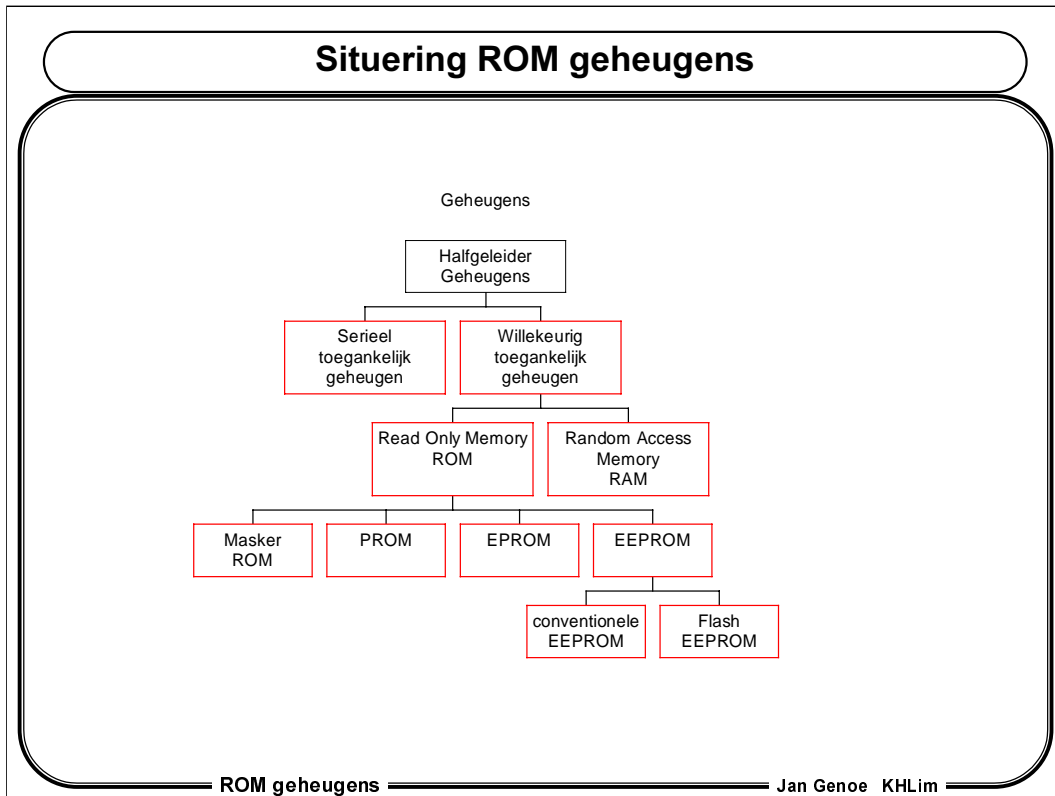 Situering ROM geheugens
Geheugens
Halfgeleider
Geheugens
Serieel
toegankelijk
geheugen
Willekeurig
toegankelijk
geheugen
Read Only Memory
ROM
Random Access
Memory
RAM
Masker
ROM
PROM
EPROM
EEPROM
conventionele
EEPROM
Flash
EEPROM
ROM geheugens
Jan Genoe KHLim